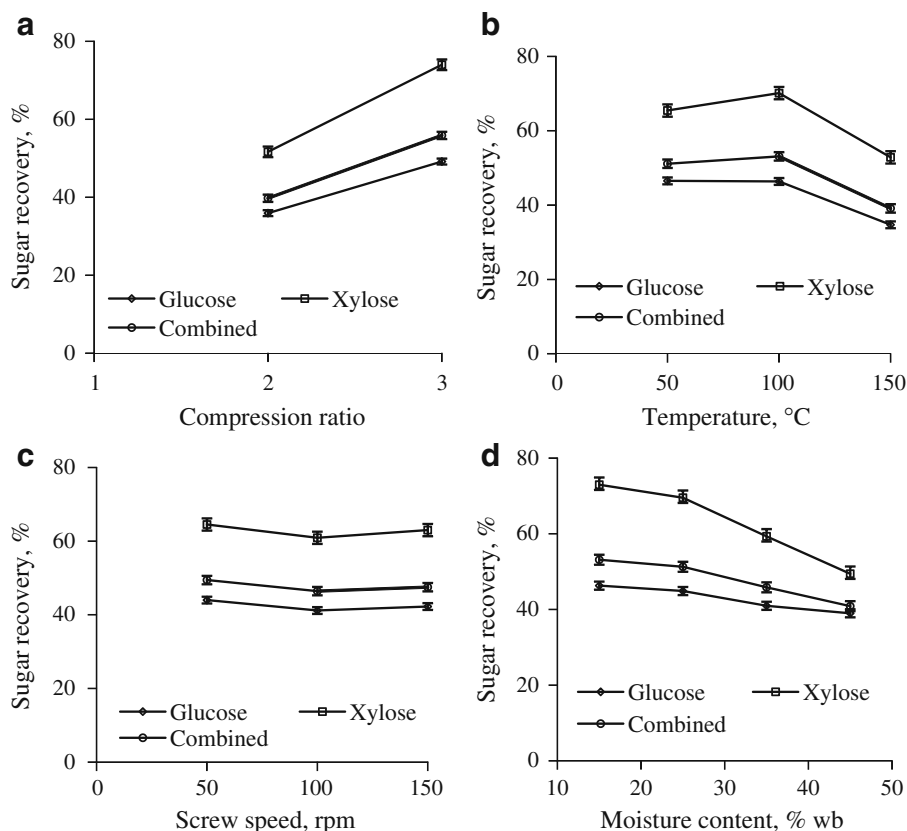 a
80
60
40
20
0
Sugar recovery, %
Glucose
Xylose
Combined
1
2
3
Compression ratio
b
80
60
40
20
0
Sugar recovery, %
Glucose
Xylose
Combined
0
50
100
150
Temperature, °C
c
80
60
40
20
0
Sugar recovery, %
Glucose
Xylose
Combined
0
50
100
150
Screw speed, rpm
d
80
60
40
20
0
Sugar recovery, %
Glucose
Xylose
Combined
10
20
30
40
50
Moisture content, % wb